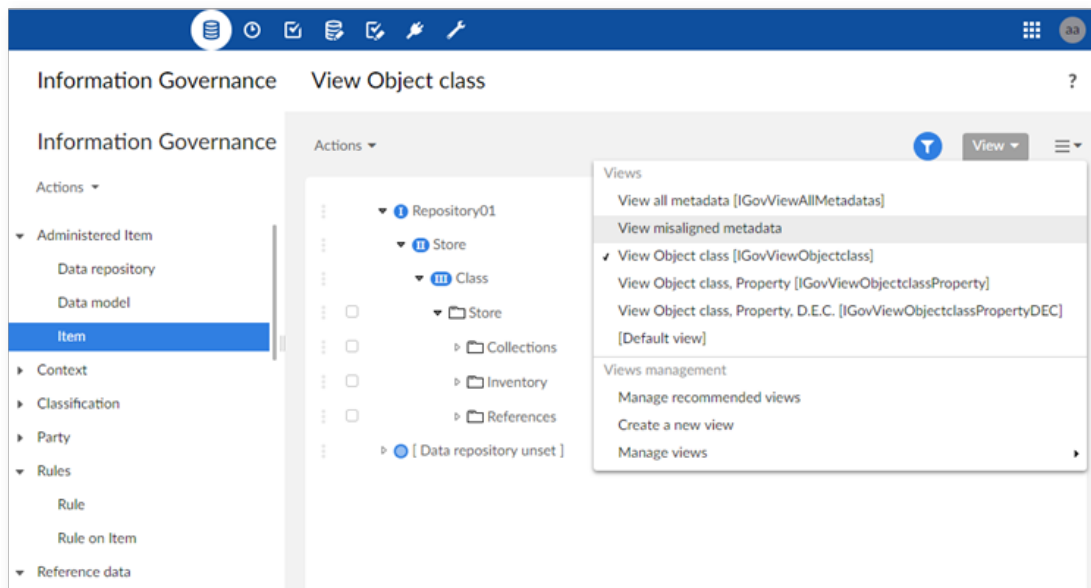 aa
Information Governance
View Object class
?
Information Governance
Actions
Administered Item
Data repository
Data model
Item
Context
Classification
Party
Rules
Rule
Rule on Item
Reference data
Actions
View
I Repository01
II Store
III Class
Store
Collections
Inventory
References
[ Data repository unset ]
Views
View all metadata [IGovViewAllMetadatas]
View misaligned metadata
View Object class [IGovViewObjectclass]
View Object class, Property [IGovViewObjectclassProperty]
View Object class, Property, D.E.C. [IGovViewObjectclassPropertyDEC]
[Default view]
Views management
Manage recommended views
Create a new view
Manage views